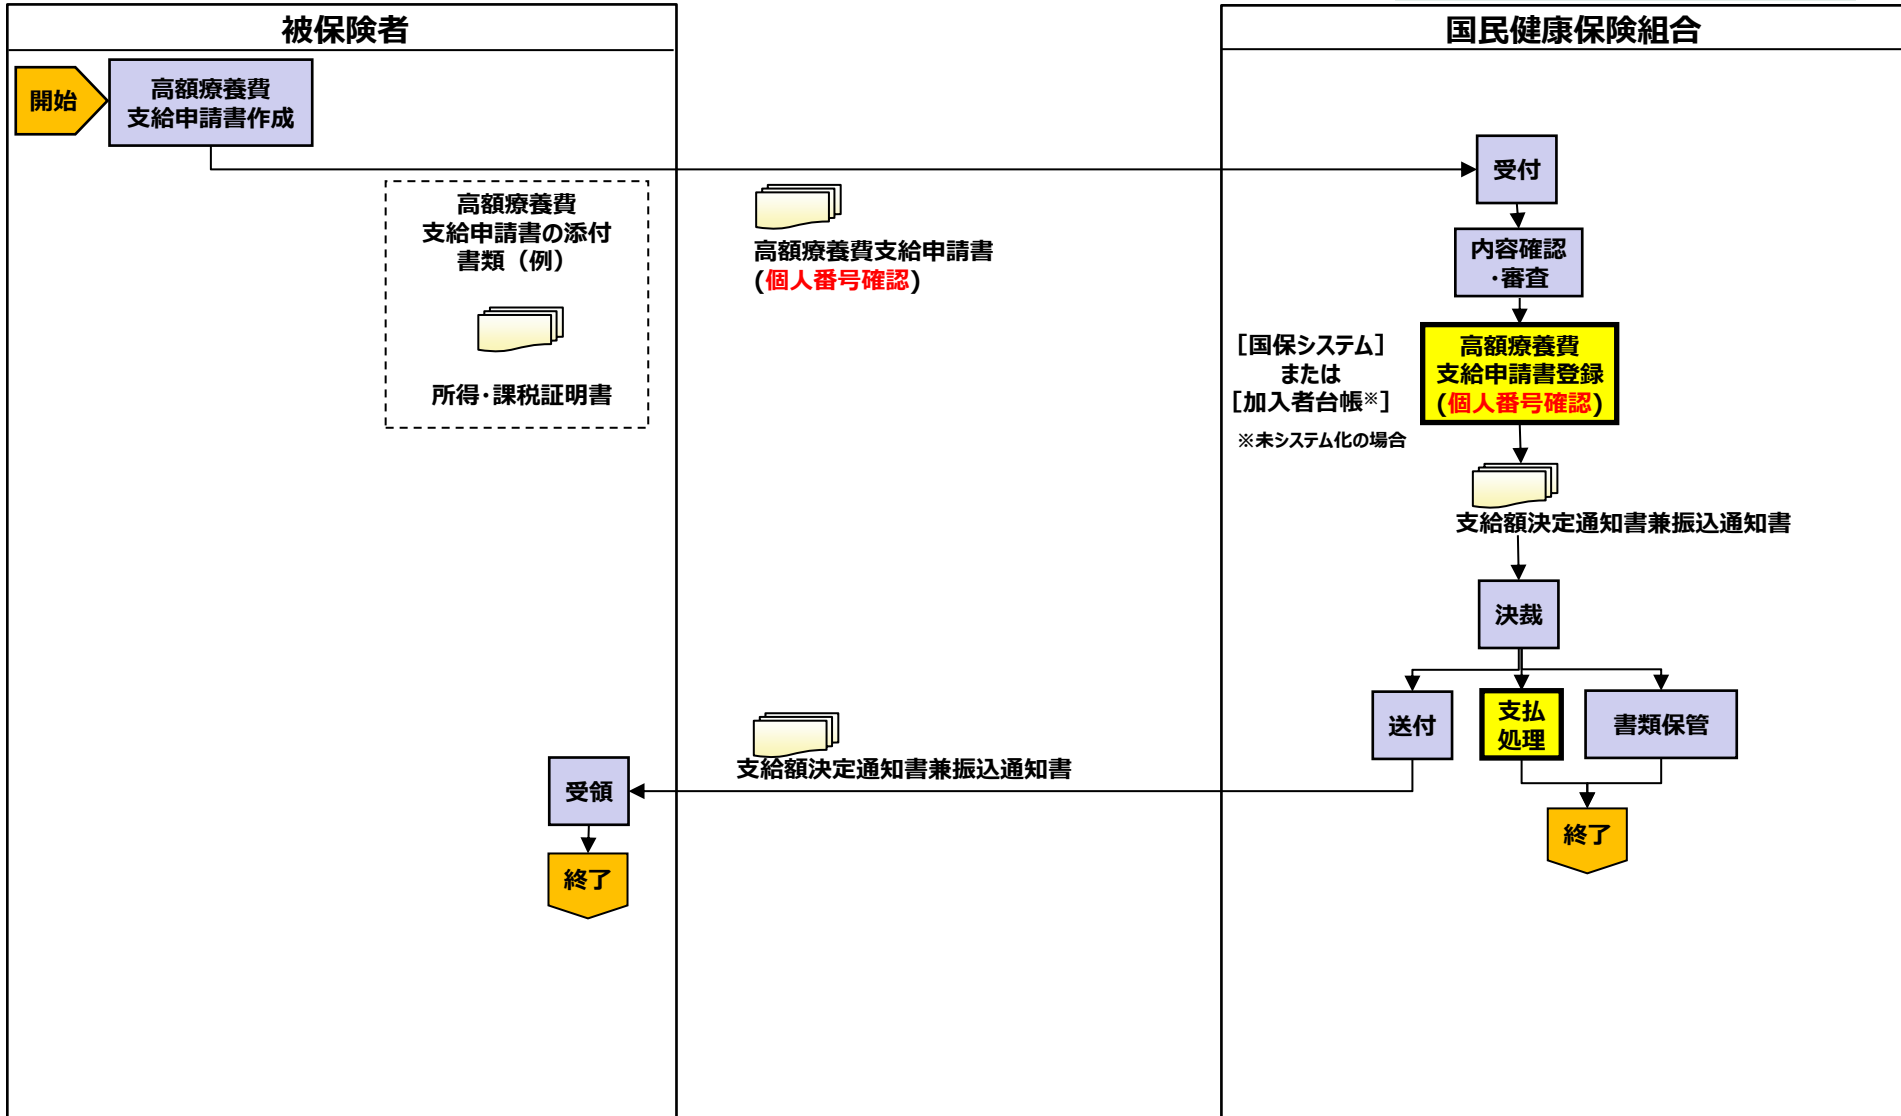 被保険者
国民健康保険組合
開始
高額療養費
支給申請書作成
受付
高額療養費
支給申請書の添付
書類（例）
所得・課税証明書
高額療養費支給申請書
(個人番号確認)
内容確認
・審査
［国保システム］
または
［加入者台帳※］
※未システム化の場合
高額療養費
支給申請書登録
(個人番号確認)
支給額決定通知書兼振込通知書
決裁
送付
支払
処理
書類保管
支給額決定通知書兼振込通知書
受領
終了
終了